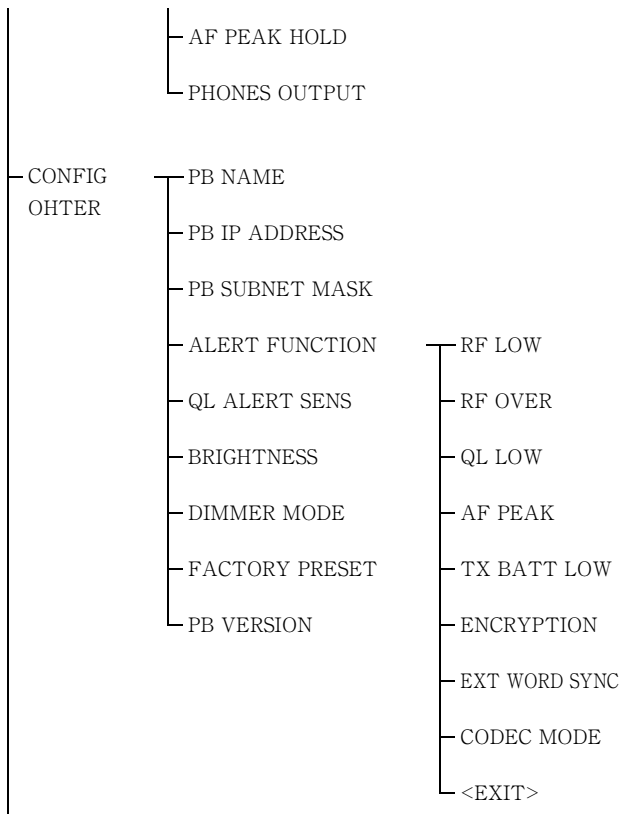 AF PEAK HOLD
PHONES OUTPUT
CONFIG
OHTER
PB NAME
PB IP ADDRESS
PB SUBNET MASK
ALERT FUNCTION
QL ALERT SENS
BRIGHTNESS
DIMMER MODE
FACTORY PRESET
PB VERSION
RF LOW
RF OVER
QL LOW
AF PEAK
TX BATT LOW
ENCRYPTION
EXT WORD SYNC
CODEC MODE
<EXIT>